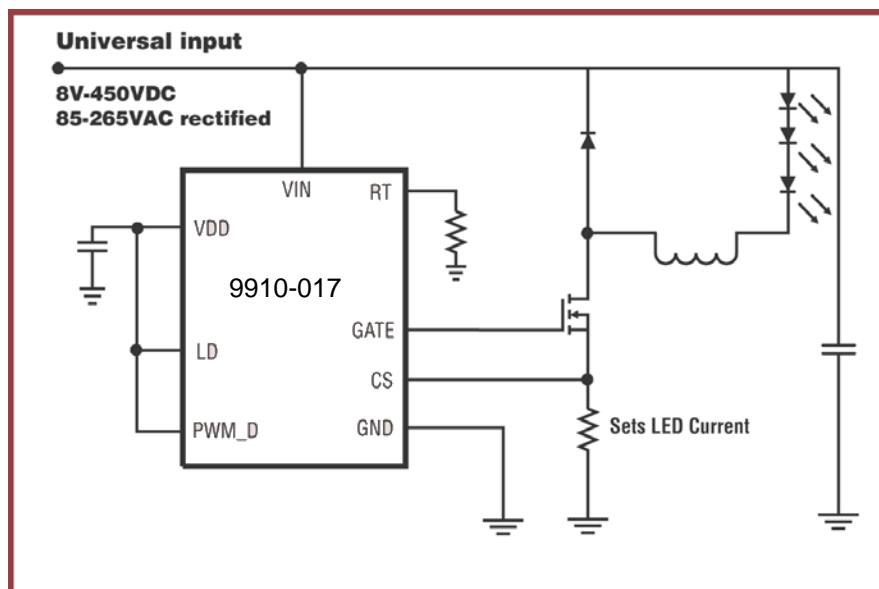 Universal input
8V-450VDC
85-265VAC rectified
VIN
RT
VDD
9910-017
GATE
LD
CS
PWM_D
GND
Sets LED Current